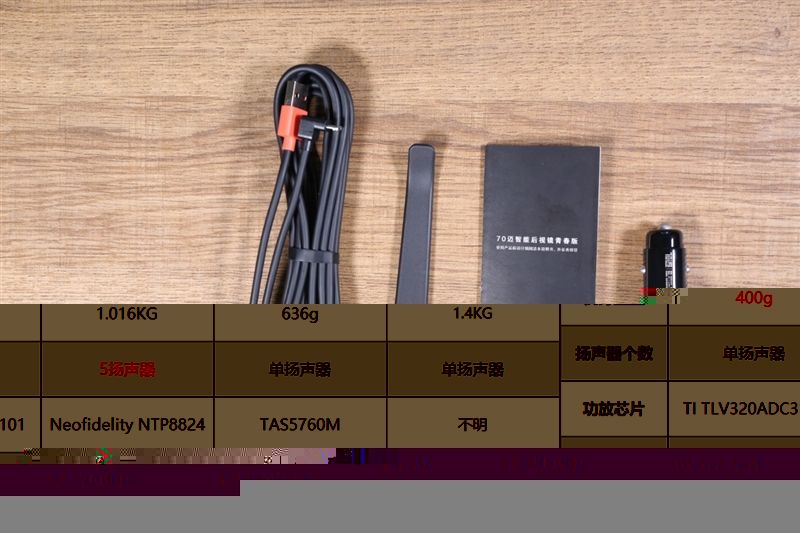 70迈智能后视镜青春版
400g
1.016KG
636g
1.4KG
扬声器个数
单扬声器
5扬声器
单扬声器
单扬声器
功放芯片
TI TLV320ADC3
101
Neofidelity NTP8824
TAS5760M
不明